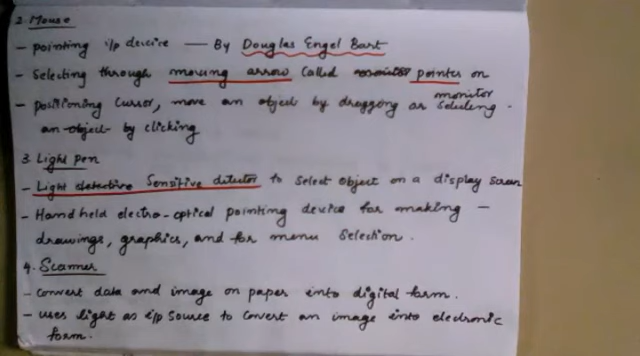 2. Mouse
- pointing i/p deivce — By Douglas Engel Bart
- Selecting through moving arrow called monitor pointer on monitor
- positioning cursor, move an object by dragging or selecting
an object by clicking
3. Light pen
- Light detective Sensitive detector to select object on a display screen
- Hand held electro-optical pointing device for making -
drawings, graphics, and for menu selection.
4. Scanner
- convert data and image on paper into digital form.
- uses light as i/p source to convert an image into electronic
form.